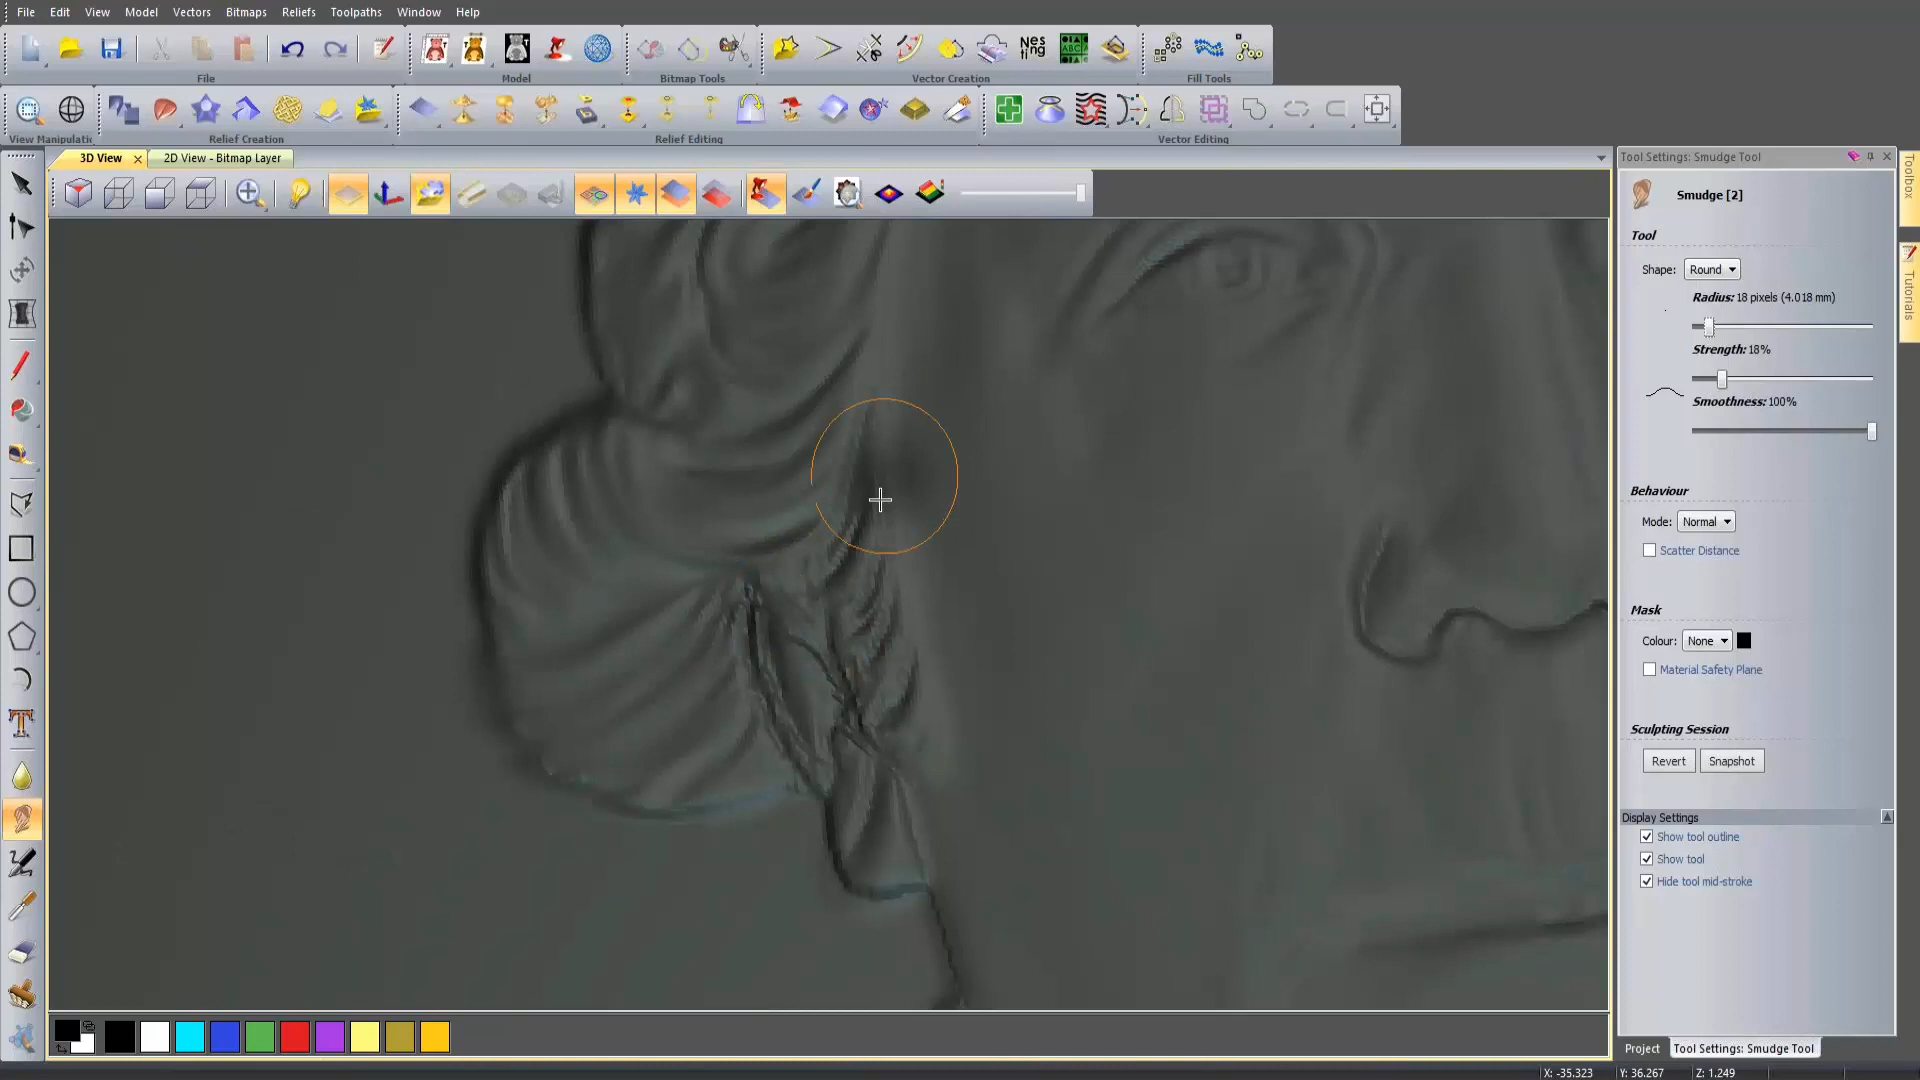 File Edit View Model Vectors Bitmaps Reliefs Toolpaths Window Help
Nes
ting
ABC
File Model Bitmap Tools Vector Creation Fill Tools
View Manipulatic Relief Creation Relief Editing Vector Editing
3D View 2D View - Bitmap Layer
Tool Settings: Smudge Tool
Toolbox
Tutorials
Smudge [2]
Tool
Shape: Round
Radius: 18 pixels (4.018 mm)
Strength: 18%
Smoothness: 100%
Behaviour
Mode: Normal
Scatter Distance
Mask
Colour: None
Material Safety Plane
Sculpting Session
Revert Snapshot
Display Settings
Show tool outline
Show tool
Hide tool mid-stroke
T
Project Tool Settings: Smudge Tool
X: -35.323 Y: 36.267 Z: 1.249